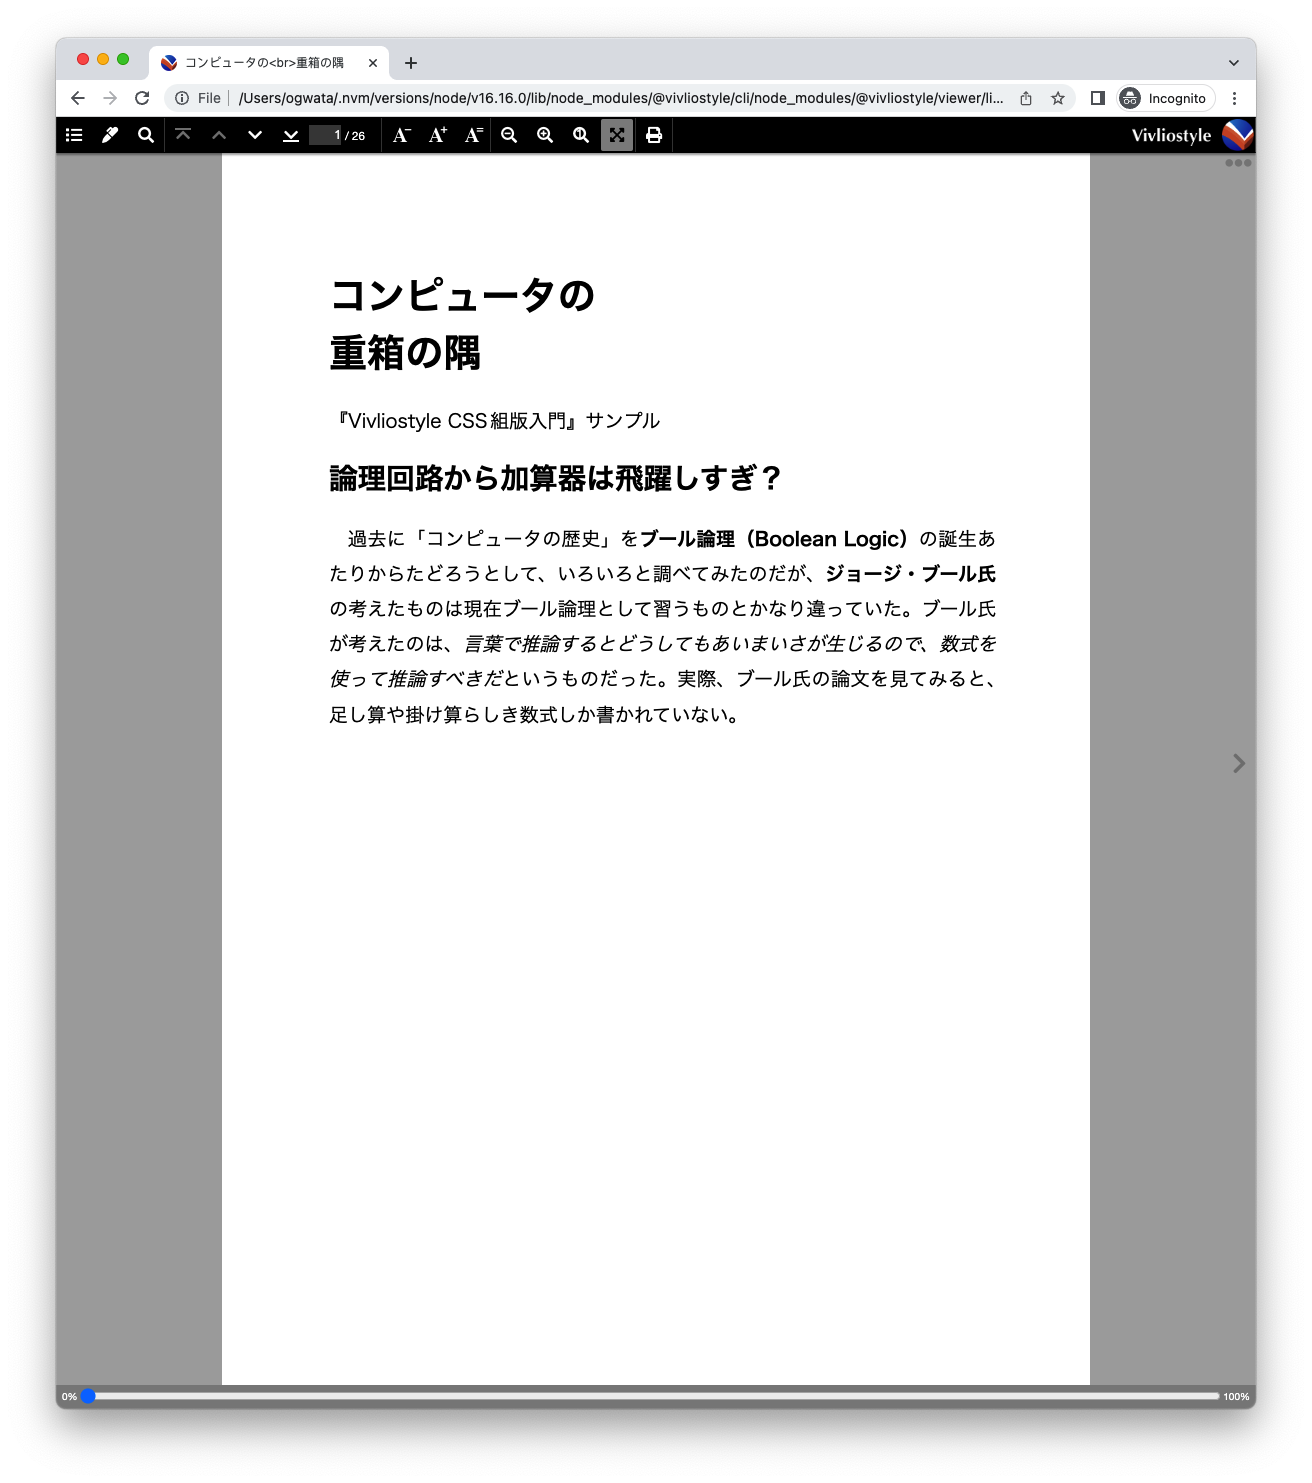 コンピュータの<br>重箱の隅
File
/Users/ogwata/.nvm/versions/node/v16.16.0/lib/node_modules/@vivliostyle/cli/node_modules/@vivliostyle/viewer/li...
Incognito
1 / 26
A-
A+
A=
Vivliostyle
コンピュータの
重箱の隅
『Vivliostyle CSS組版入門』サンプル
論理回路から加算器は飛躍しすぎ？
過去に「コンピュータの歴史」をブール論理（Boolean Logic）の誕生あ
たりからたどろうとして、いろいろと調べてみたのだが、ジョージ・ブール氏
の考えたものは現在ブール論理として習うものとかなり違っていた。ブール氏
が考えたのは、言葉で推論するとどうしてもあいまいさが生じるので、数式を
使って推論すべきだというものだった。実際、ブール氏の論文を見てみると、
足し算や掛け算らしき数式しか書かれていない。
0%
100%